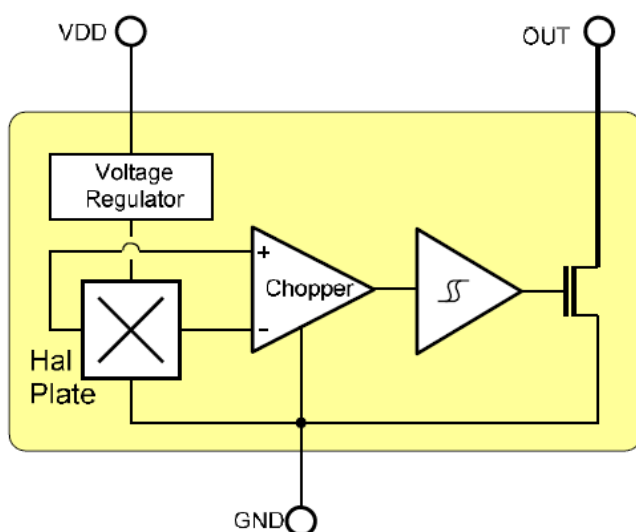 VDD
OUT
Voltage
Regulator
+
Chopper
-
Hal
Plate
GND